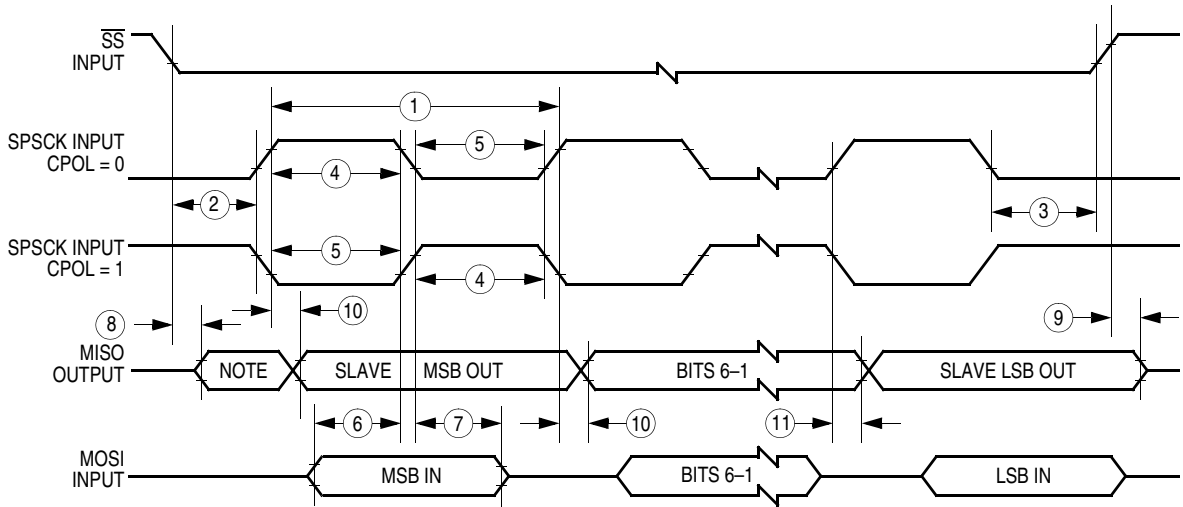 SS
INPUT
1
SPSCK INPUT
CPOL = 0
5
4
2
3
SPSCK INPUT
CPOL = 1
5
4
8
10
9
MISO
OUTPUT
NOTE
SLAVE
MSB OUT
BITS 6–1
SLAVE LSB OUT
6
7
10
11
MOSI
INPUT
MSB IN
BITS 6–1
LSB IN